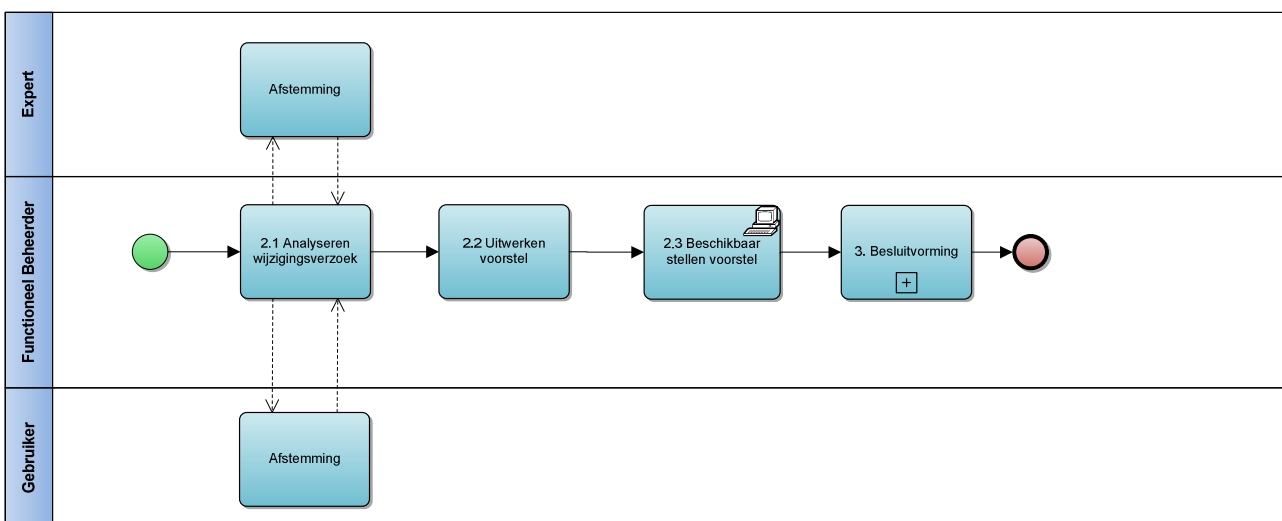 Expert
Afstemming
Functioneel Beheerder
2.1 Analyseren
wijzigingsverzoek
2.2 Uitwerken
voorstel
2.3 Beschikbaar
stellen voorstel
3. Besluitvorming
Gebruiker
Afstemming